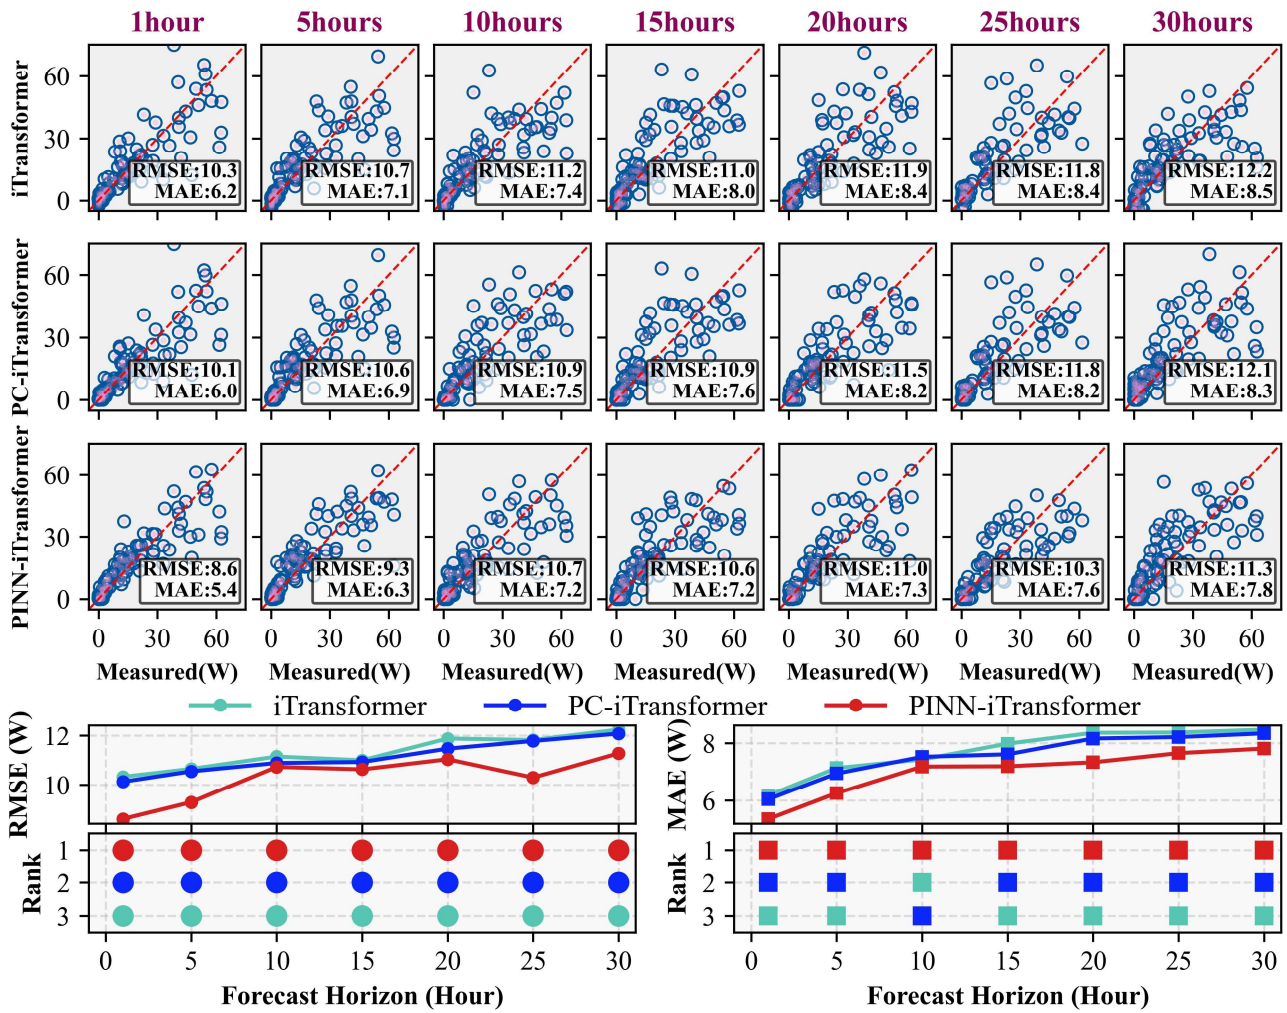 1hour 5hours 10hours 15hours 20hours 25hours 30hours
iTransformer
60
30
0
RMSE:10.3
MAE:6.2
RMSE:10.7
MAE:7.1
RMSE:11.2
MAE:7.4
RMSE:11.0
MAE:8.0
RMSE:11.9
MAE:8.4
RMSE:11.8
MAE:8.4
RMSE:12.2
MAE:8.5
PC-iTransformer
60
30
0
RMSE:10.1
MAE:6.0
RMSE:10.6
MAE:6.9
RMSE:10.9
MAE:7.5
RMSE:10.9
MAE:7.6
RMSE:11.5
MAE:8.2
RMSE:11.8
MAE:8.2
RMSE:12.1
MAE:8.3
PINN-iTransformer
60
30
0
RMSE:8.6
MAE:5.4
RMSE:9.3
MAE:6.3
RMSE:10.7
MAE:7.2
RMSE:10.6
MAE:7.2
RMSE:11.0
MAE:7.3
RMSE:10.3
MAE:7.6
RMSE:11.3
MAE:7.8
0 30 60 0 30 60 0 30 60 0 30 60 0 30 60 0 30 60 0 30 60
Measured(W) Measured(W) Measured(W) Measured(W) Measured(W) Measured(W) Measured(W)
iTransformer PC-iTransformer PINN-iTransformer
RMSE (W)
12
10
Rank
1
2
3
0 5 10 15 20 25 30
Forecast Horizon (Hour)
MAE (W)
8
6
Rank
1
2
3
0 5 10 15 20 25 30
Forecast Horizon (Hour)